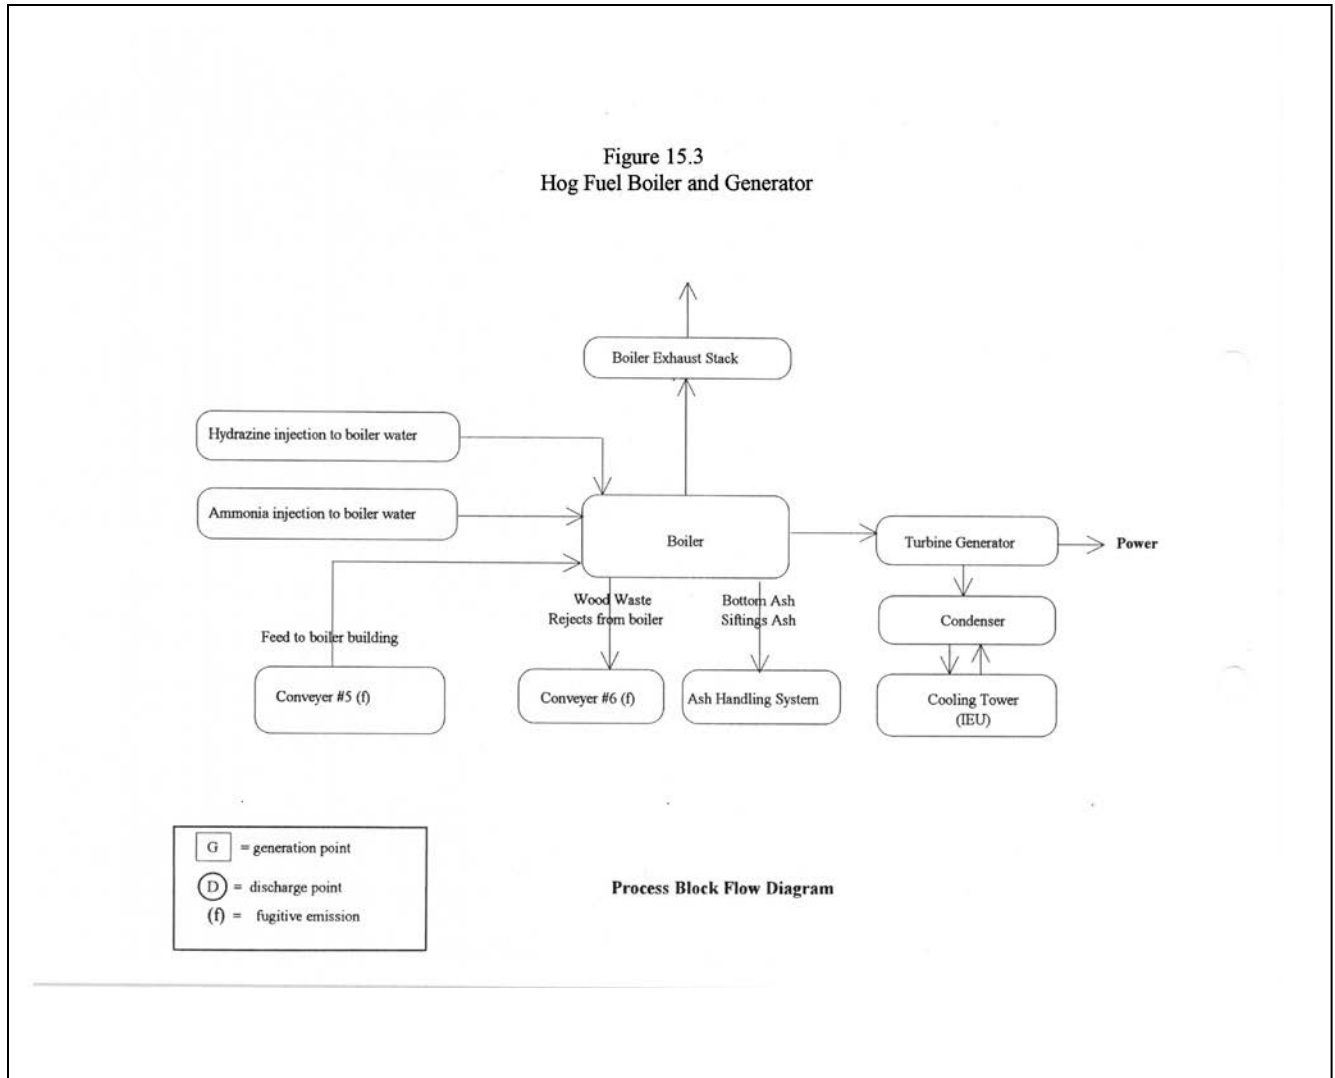 Figure 15.3
Hog Fuel Boiler and Generator
Boiler Exhaust Stack
Hydrazine injection to boiler water
Ammonia injection to boiler water
Boiler
Turbine Generator
Power
Wood Waste
Rejects from boiler
Bottom Ash
Siftings Ash
Condenser
Feed to boiler building
Conveyer #5 (f)
Conveyer #6 (f)
Ash Handling System
Cooling Tower
(IEU)
G = generation point
D = discharge point
(f) = fugitive emission
Process Block Flow Diagram